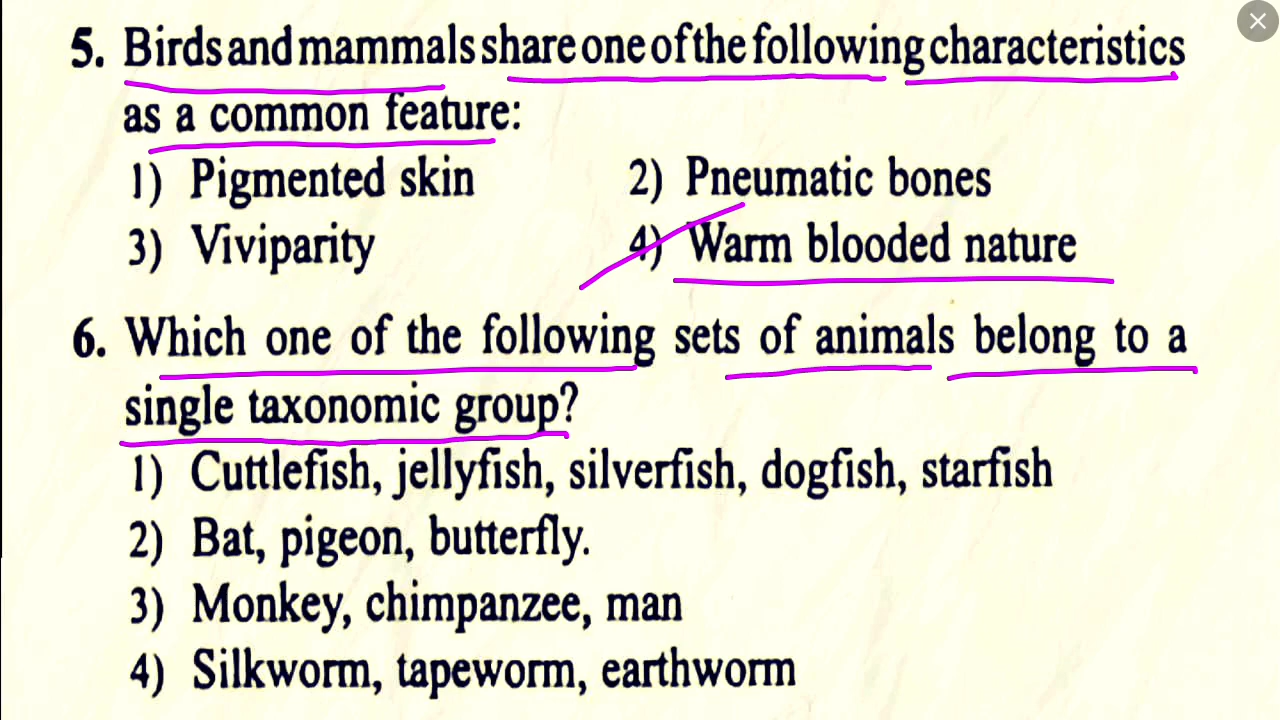 5. Birds and mammals share one of the following characteristics
as a common feature:
1) Pigmented skin 2) Pneumatic bones
3) Viviparity 4) Warm blooded nature
6. Which one of the following sets of animals belong to a
single taxonomic group?
1) Cuttlefish, jellyfish, silverfish, dogfish, starfish
2) Bat, pigeon, butterfly.
3) Monkey, chimpanzee, man
4) Silkworm, tapeworm, earthworm